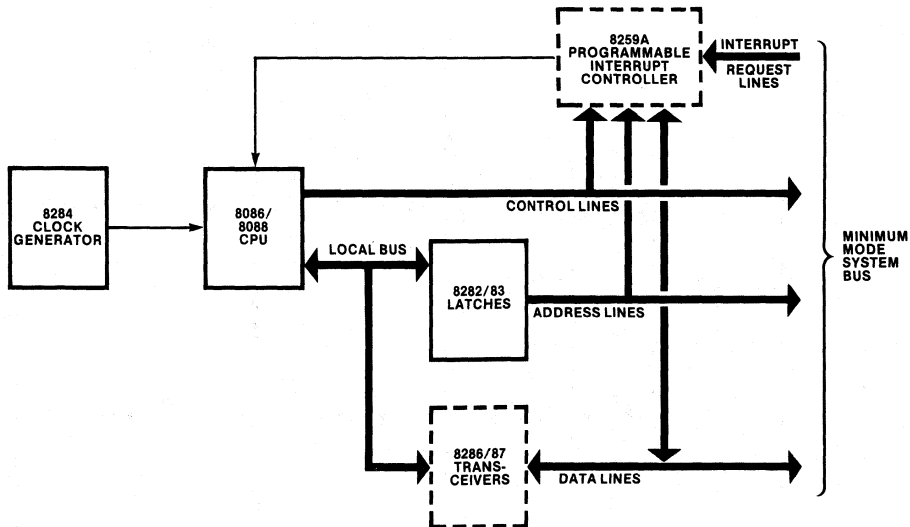 8259A
PROGRAMMABLE
INTERRUPT
CONTROLLER
INTERRUPT
REQUEST
LINES
8284
CLOCK
GENERATOR
8086/
8088
CPU
CONTROL LINES
LOCAL BUS
8282/83
LATCHES
ADDRESS LINES
MINIMUM
MODE
SYSTEM
BUS
8286/87
TRANS-
CEIVERS
DATA LINES